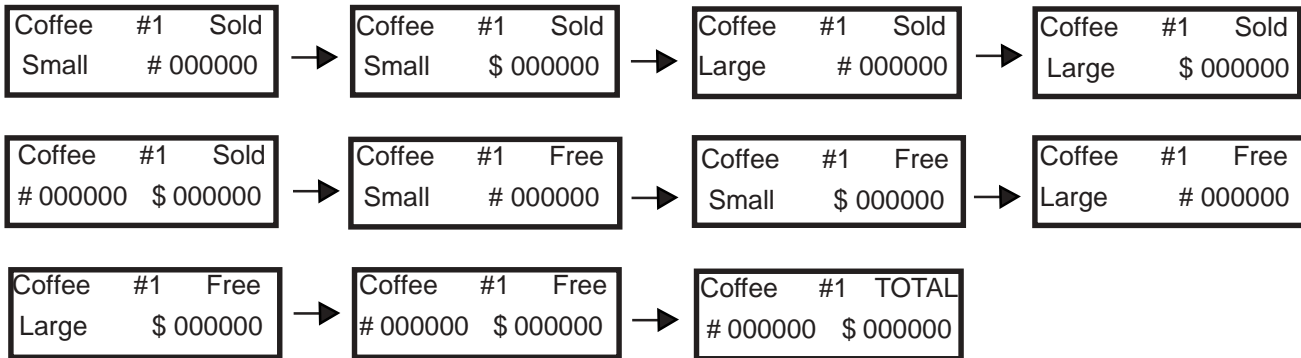 Coffee #1 Sold
Small # 000000
Coffee #1 Sold
Small $ 000000
Coffee #1 Sold
Large # 000000
Coffee #1 Sold
Large $ 000000
Coffee #1 Sold
# 000000 $ 000000
Coffee #1 Free
Small # 000000
Coffee #1 Free
Small $ 000000
Coffee #1 Free
Large # 000000
Coffee #1 Free
Large $ 000000
Coffee #1 Free
# 000000 $ 000000
Coffee #1 TOTAL
# 000000 $ 000000